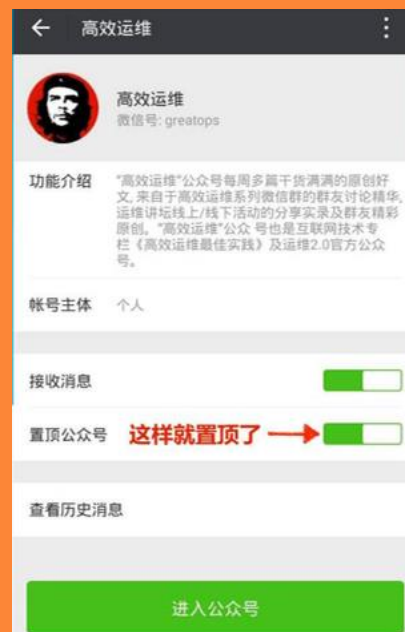 高效运维
高效运维
微信号: greatops
功能介绍
“高效运维”公众号每周多篇干货满满的原创好
文, 来自于高效运维系列微信群的群友讨论精华,
运维讲坛线上/线下活动的分享实录及群友精彩
原创。“高效运维”公众 号也是互联网技术专
栏《高效运维最佳实践》及运维2.0官方公众
号。
帐号主体 个人
接收消息
置顶公众号 这样就置顶了
查看历史消息
进入公众号